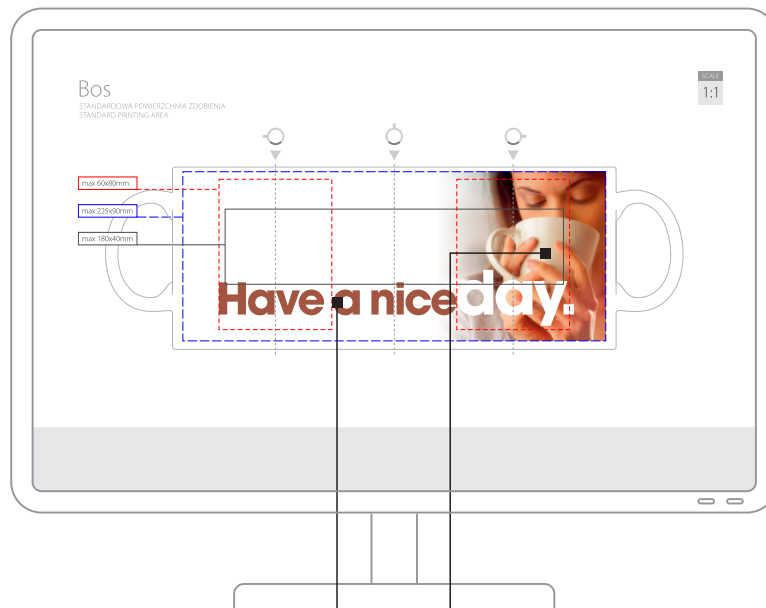 Bos
STANDARDOWA POWIERZCHNIA ZDOBIENIA
STANDARD PRINTING AREA
SCALE
1:1
max 60x80mm
max 225x90mm
max 180x40mm
Have a nice day.